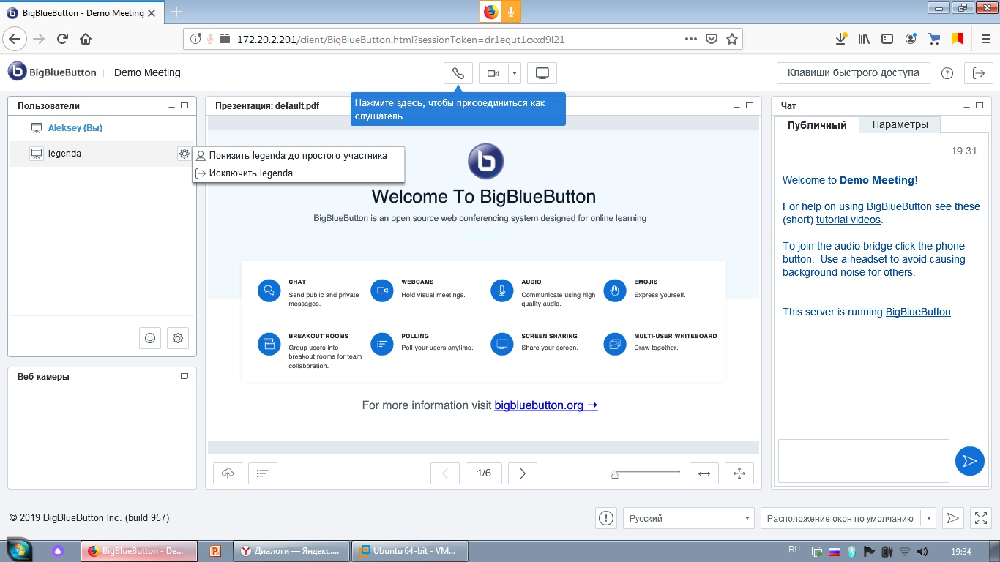 BigBlueButton - Demo Meeting
172.20.2.201/client/BigBlueButton.html?sessionToken=dr1egut1cxxd9l21
BigBlueButton
Demo Meeting
Клавиши быстрого доступа
Нажмите здесь, чтобы присоединиться как
слушатель
Пользователи
Aleksey (Вы)
legenda
Понизить legenda до простого участника
Исключить legenda
Веб-камеры
Презентация: default.pdf
b
Welcome To BigBlueButton
BigBlueButton is an open source web conferencing system designed for online learning
CHAT
Send public and private
messages.
WEBCAMS
Hold visual meetings.
AUDIO
Communicate using high
quality audio.
EMOJIS
Express yourself.
BREAKOUT ROOMS
Group users into
breakout rooms for team
collaboration.
POLLING
Poll your users anytime.
SCREEN SHARING
Share your screen.
MULTI-USER WHITEBOARD
Draw together.
For more information visit bigbluebutton.org →
1/6
Чат
Публичный
Параметры
19:31
Welcome to Demo Meeting!
For help on using BigBlueButton see these
(short) tutorial videos.
To join the audio bridge click the phone
button. Use a headset to avoid causing
background noise for others.
This server is running BigBlueButton.
© 2019 BigBlueButton Inc. (build 957)
Русский
Расположение окон по умолчанию
BigBlueButton - De...
Диалоги — Яндекс....
Ubuntu 64-bit - VM...
RU
19:34